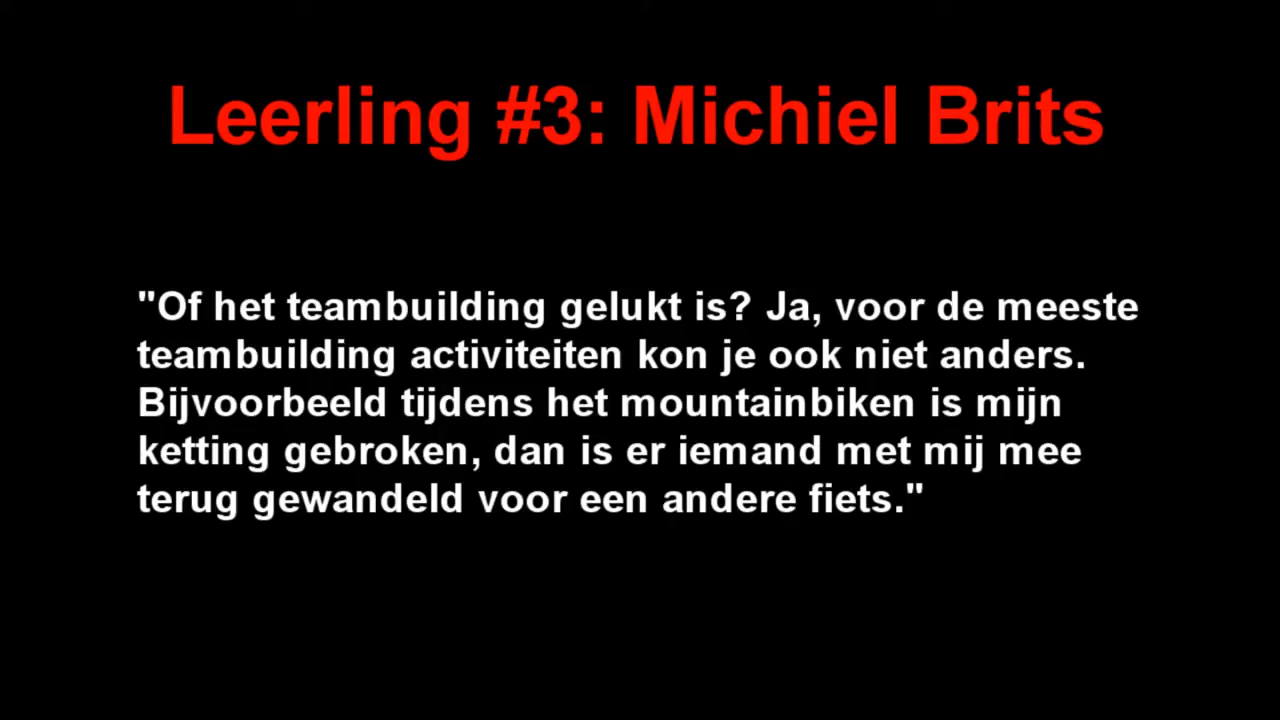 Leerling #3: Michiel Brits
"Of het teambuilding gelukt is? Ja, voor de meeste
teambuilding activiteiten kon je ook niet anders.
Bijvoorbeeld tijdens het mountainbiken is mijn
ketting gebroken, dan is er iemand met mij mee
terug gewandeld voor een andere fiets."